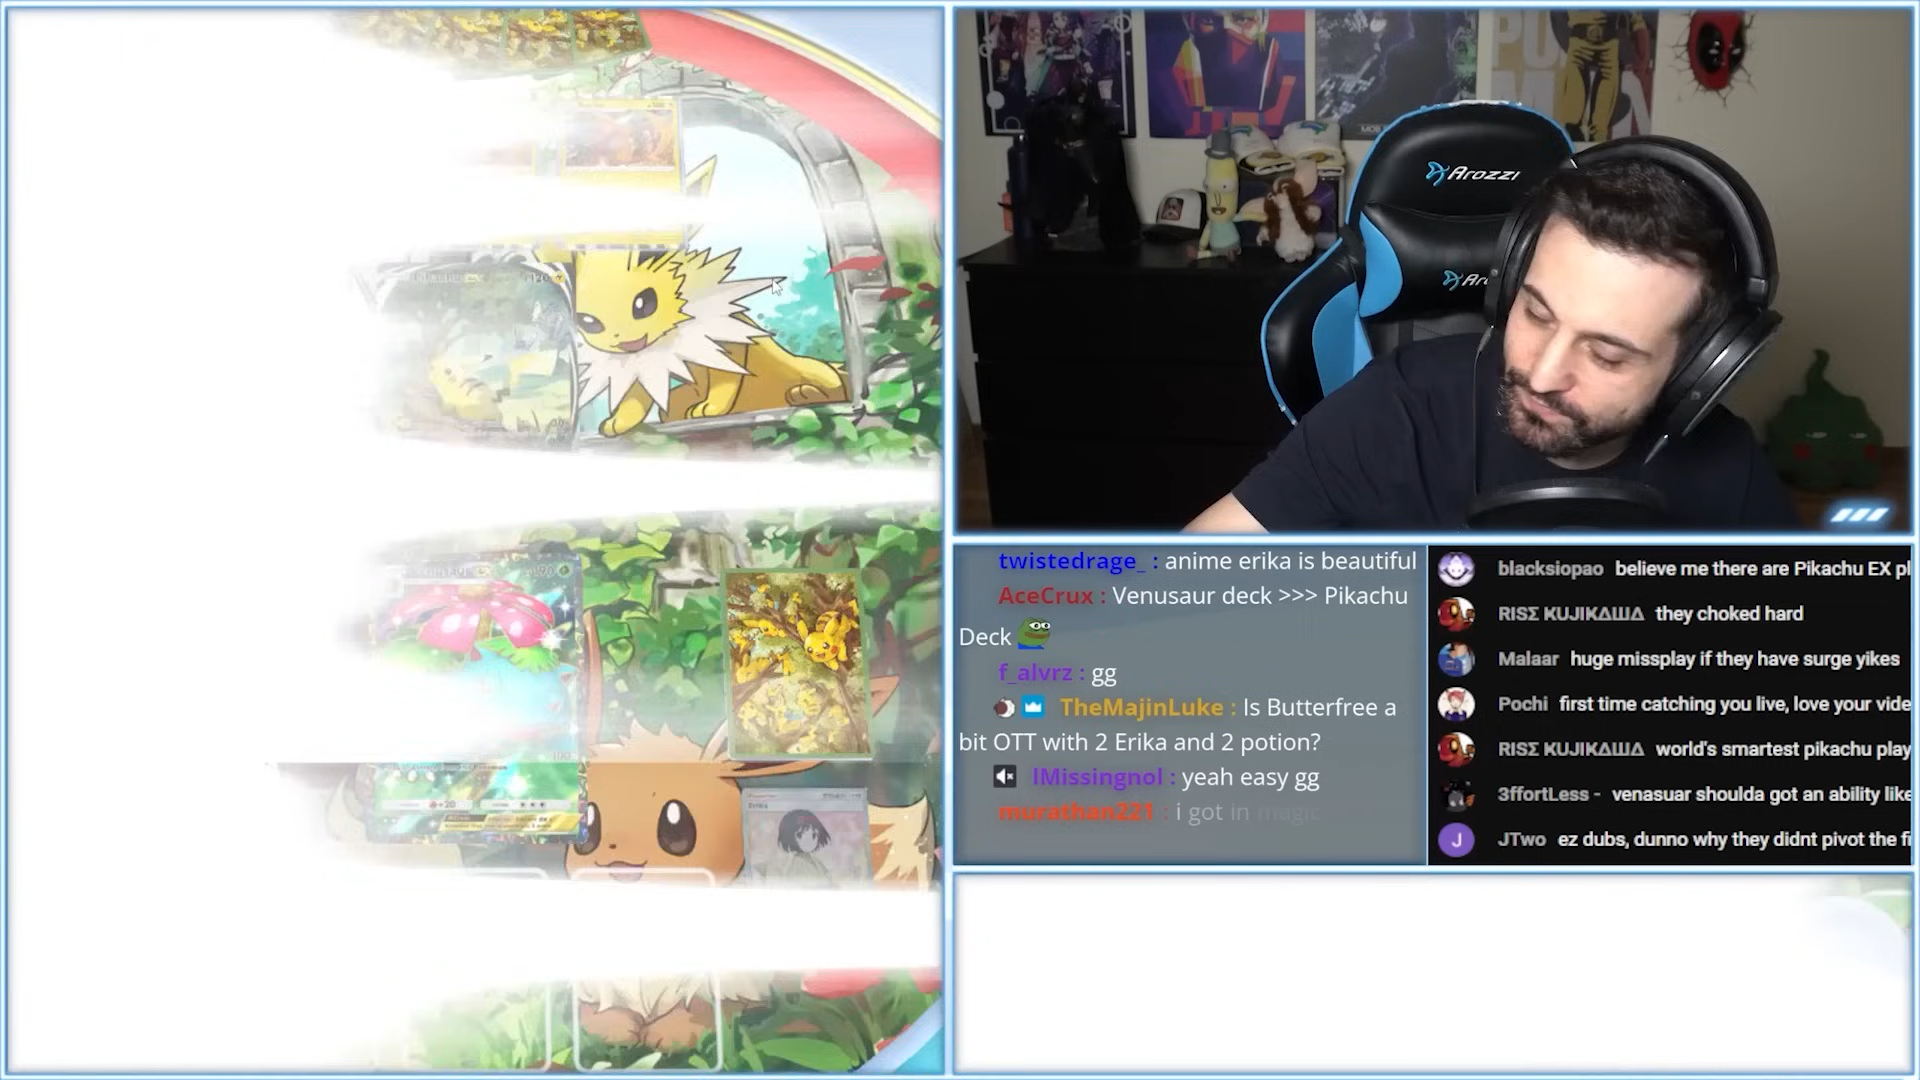 Arozzi
twistedrage_ : anime erika is beautiful
AceCrux : Venusaur deck >>> Pikachu
Deck
f_alvrz : gg
TheMajinLuke : Is Butterfree a
bit OTT with 2 Erika and 2 potion?
lMissingnol : yeah easy gg
murathan221 : i got in magic
blacksiopao believe me there are Pikachu EX pl
RISΣ KUJIKΔШΔ they choked hard
Malaar huge missplay if they have surge yikes
Pochi first time catching you live, love your vide
RISΣ KUJIKΔШΔ world's smartest pikachu play
3ffortLess - venasuar shoulda got an ability like
J
JTwo ez dubs, dunno why they didnt pivot the fi
Erika